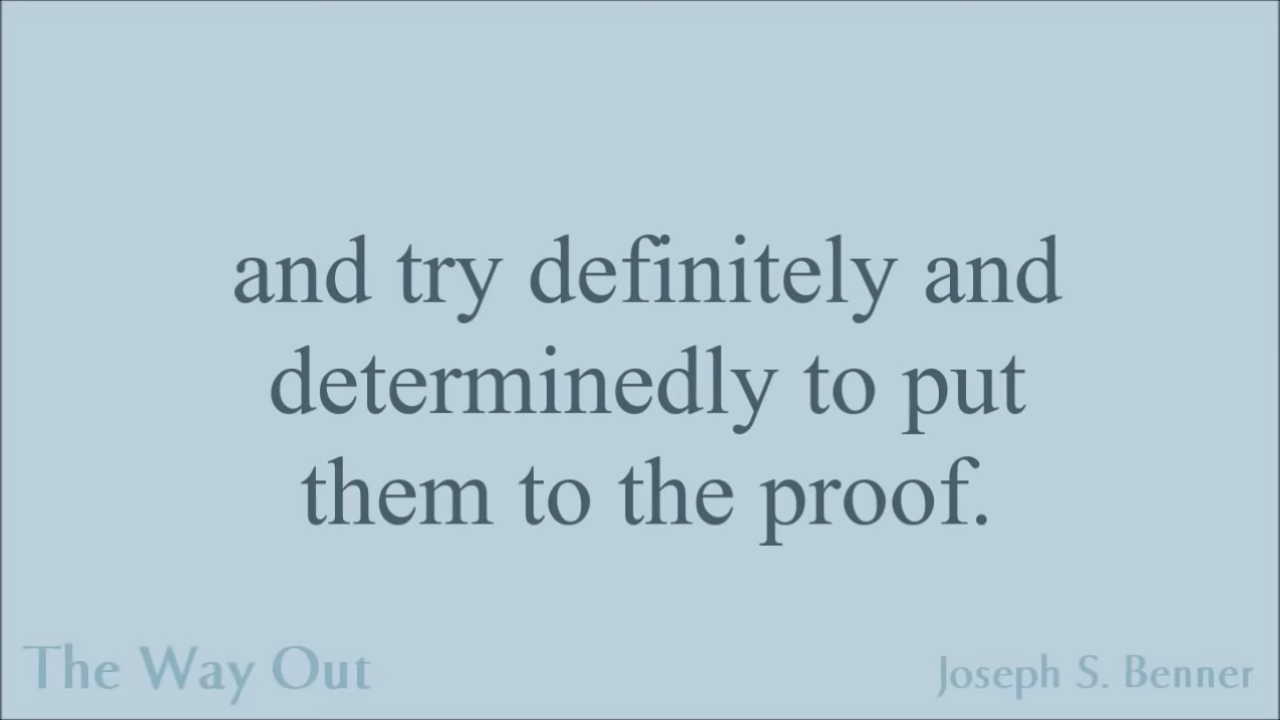 and try definitely and
determinedly to put
them to the proof.
The Way Out
Joseph S. Benner